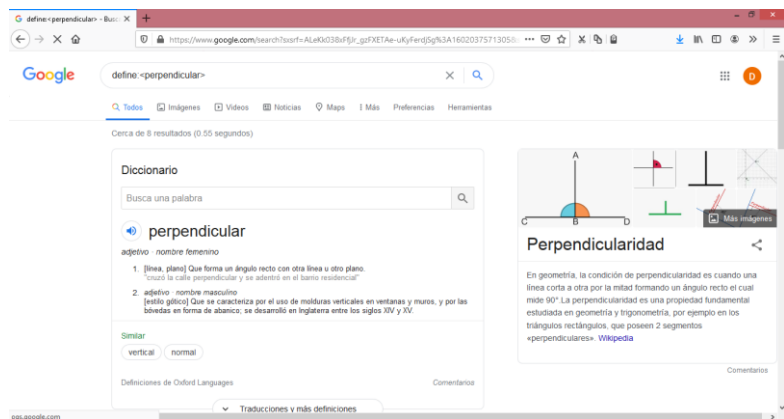 define:<perpendicular> - Bus
https://www.google.com/search?sxsrf=
Google
define:<perpendicular>
D
Todos Imágenes Videos Noticias Maps Más Preferencias Herramientas
Cerca de 8 resultados (0.55 segundos)
Diccionario
Busca una palabra
perpendicular
adjetivo · nombre femenino
1. [línea, plano] Que forma un ángulo recto con otra línea u otro plano.
"cruzó la calle perpendicular y se adentró en el barrio residencial"
2. adjetivo · nombre masculino
[estilo gótico] Que se caracteriza por el uso de molduras verticales en ventanas y muros, y por las
bóvedas en forma de abanico; se desarrolló en Inglaterra entre los siglos XIV y XV.
Similar
vertical normal
Definiciones de Oxford Languages Comentarios
Traducciones y más definiciones
A
C B D
Más imágenes
Perpendicularidad
En geometría, la condición de perpendicularidad es cuando una
línea corta a otra por la mitad formando un ángulo recto el cual
mide 90° La perpendicularidad es una propiedad fundamental
estudiada en geometría y trigonometría, por ejemplo en los
triángulos rectángulos, que poseen 2 segmentos
«perpendiculares». Wikipedia
Comentarios
ogs.google.com